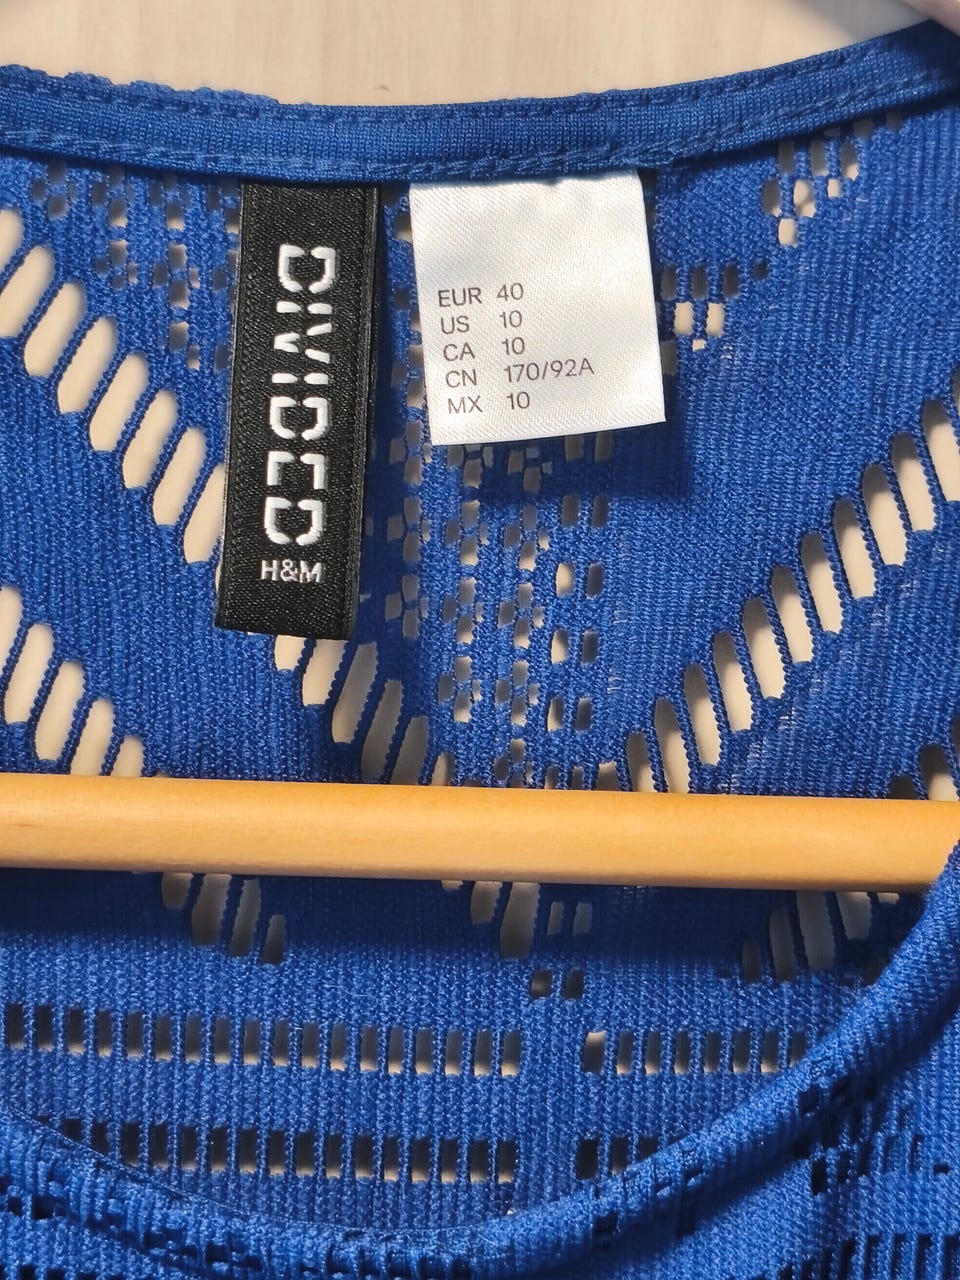 DIVIDED
H&M
EUR 40
US 10
CA 10
CN 170/92A
MX 10